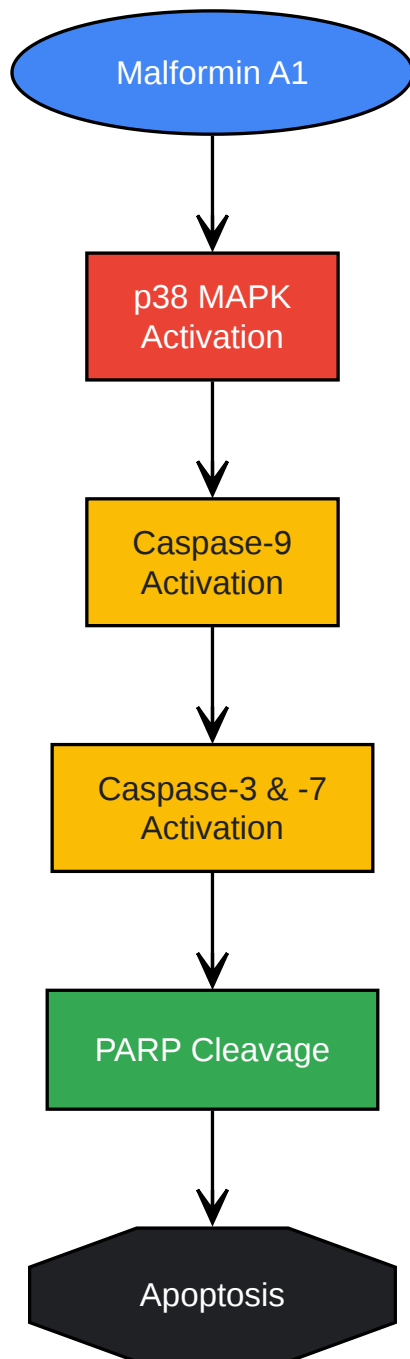 Malformin A1
p38 MAPK
Activation
Caspase-9
Activation
Caspase-3 & -7
Activation
PARP Cleavage
Apoptosis